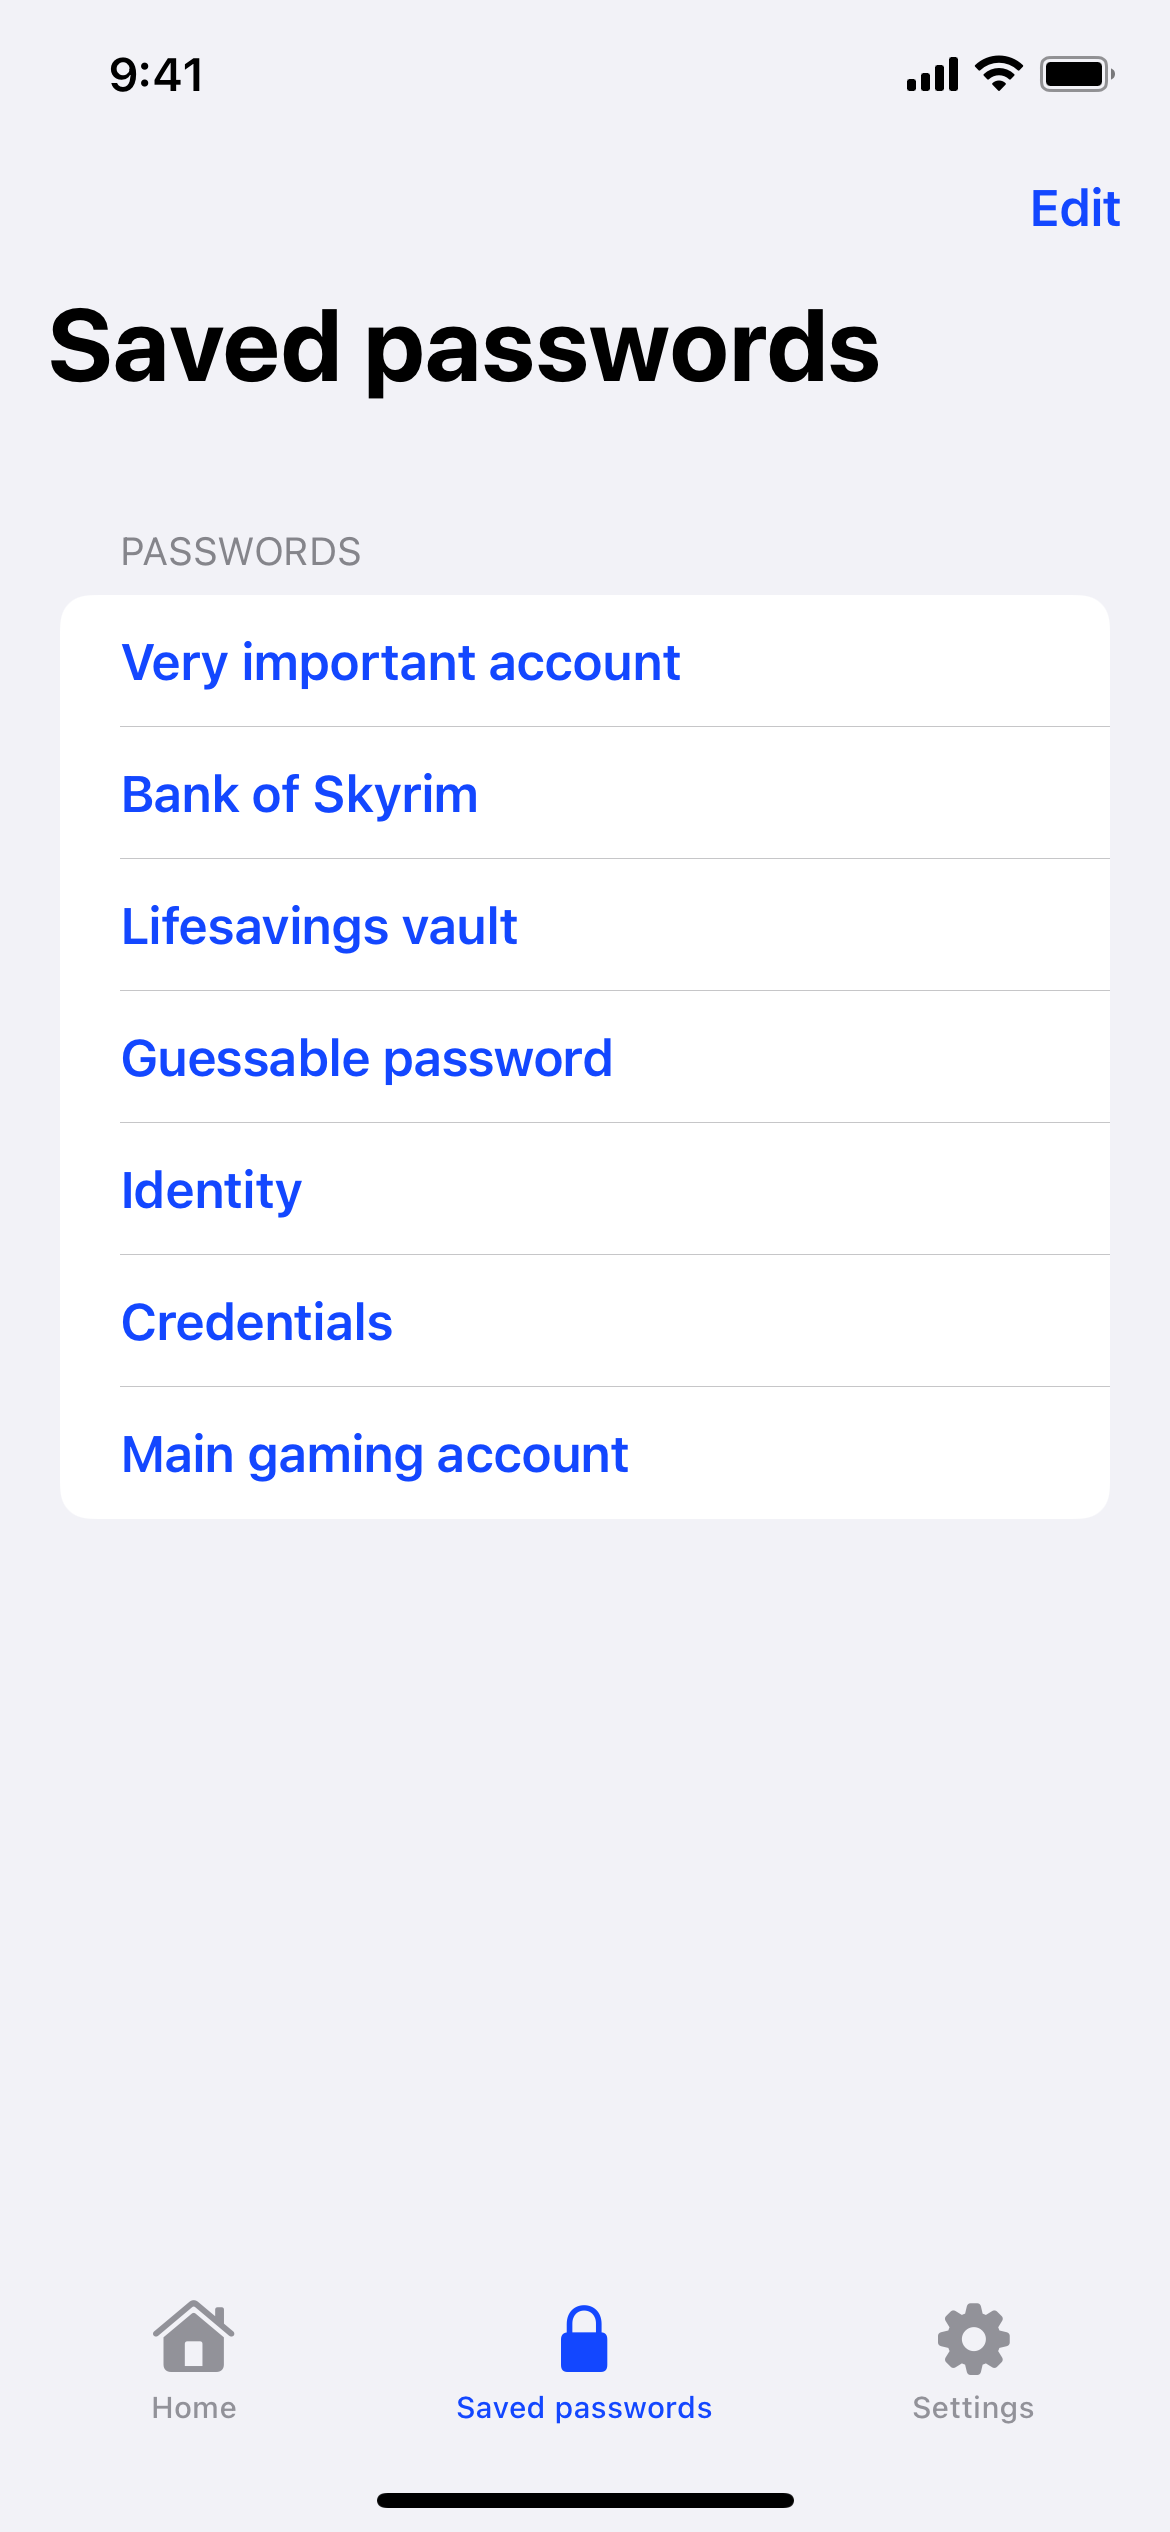 9:41
Edit
Saved passwords
PASSWORDS
Very important account
Bank of Skyrim
Lifesavings vault
Guessable password
Identity
Credentials
Main gaming account
Home
Saved passwords
Settings